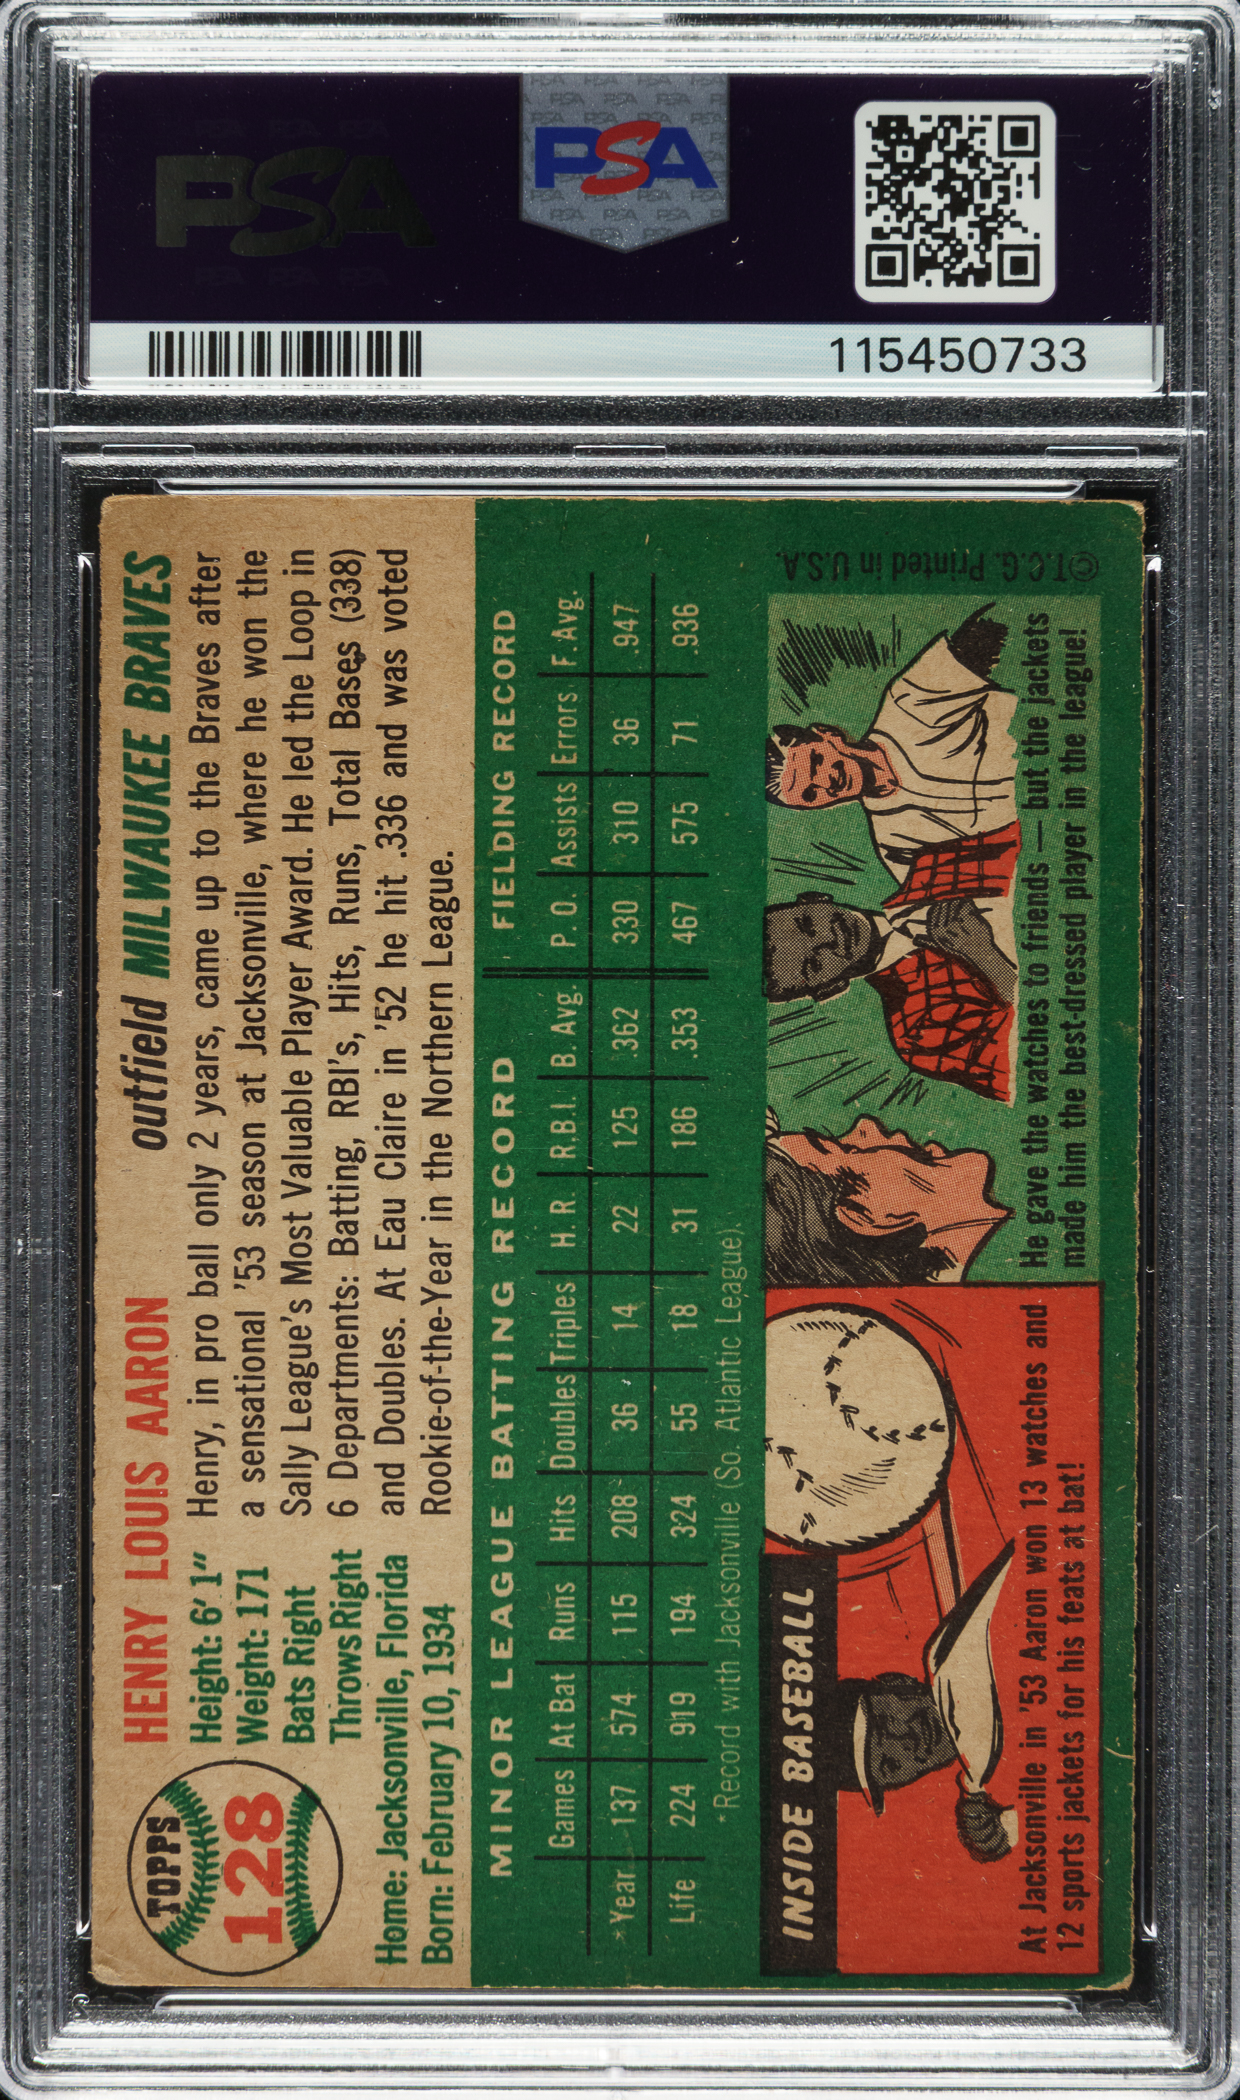 PSA
PSA
115450733
TOPPS
128
HENRY LOUIS AARON
outfield MILWAUKEE BRAVES
Height: 6' 1"
Weight: 171
Bats Right
Throws Right
Home: Jacksonville, Florida
Born: February 10, 1934
Henry, in pro ball only 2 years, came up to the Braves after
a sensational '53 season at Jacksonville, where he won the
Sally League's Most Valuable Player Award. He led the Loop in
6 Departments: Batting, RBI's, Hits, Runs, Total Bases (338)
and Doubles. At Eau Claire in '52 he hit .336 and was voted
Rookie-of-the-Year in the Northern League.
MINOR LEAGUE BATTING RECORD FIELDING RECORD
Games At Bat Runs Hits Doubles Triples H. R. R.B.I. B. Avg. P. O. Assists Errors F. Avg.
*Year 137 574 115 208 36 14 22 125 .362 330 310 36 .947
Life 224 919 194 324 55 18 31 186 .353 467 575 71 .936
*Record with Jacksonville (So. Atlantic League).
INSIDE BASEBALL
At Jacksonville in '53 Aaron won 13 watches and
12 sports jackets for his feats at bat!
He gave the watches to friends — but the jackets
made him the best-dressed player in the league!
©T.C.G. Printed in U.S.A.